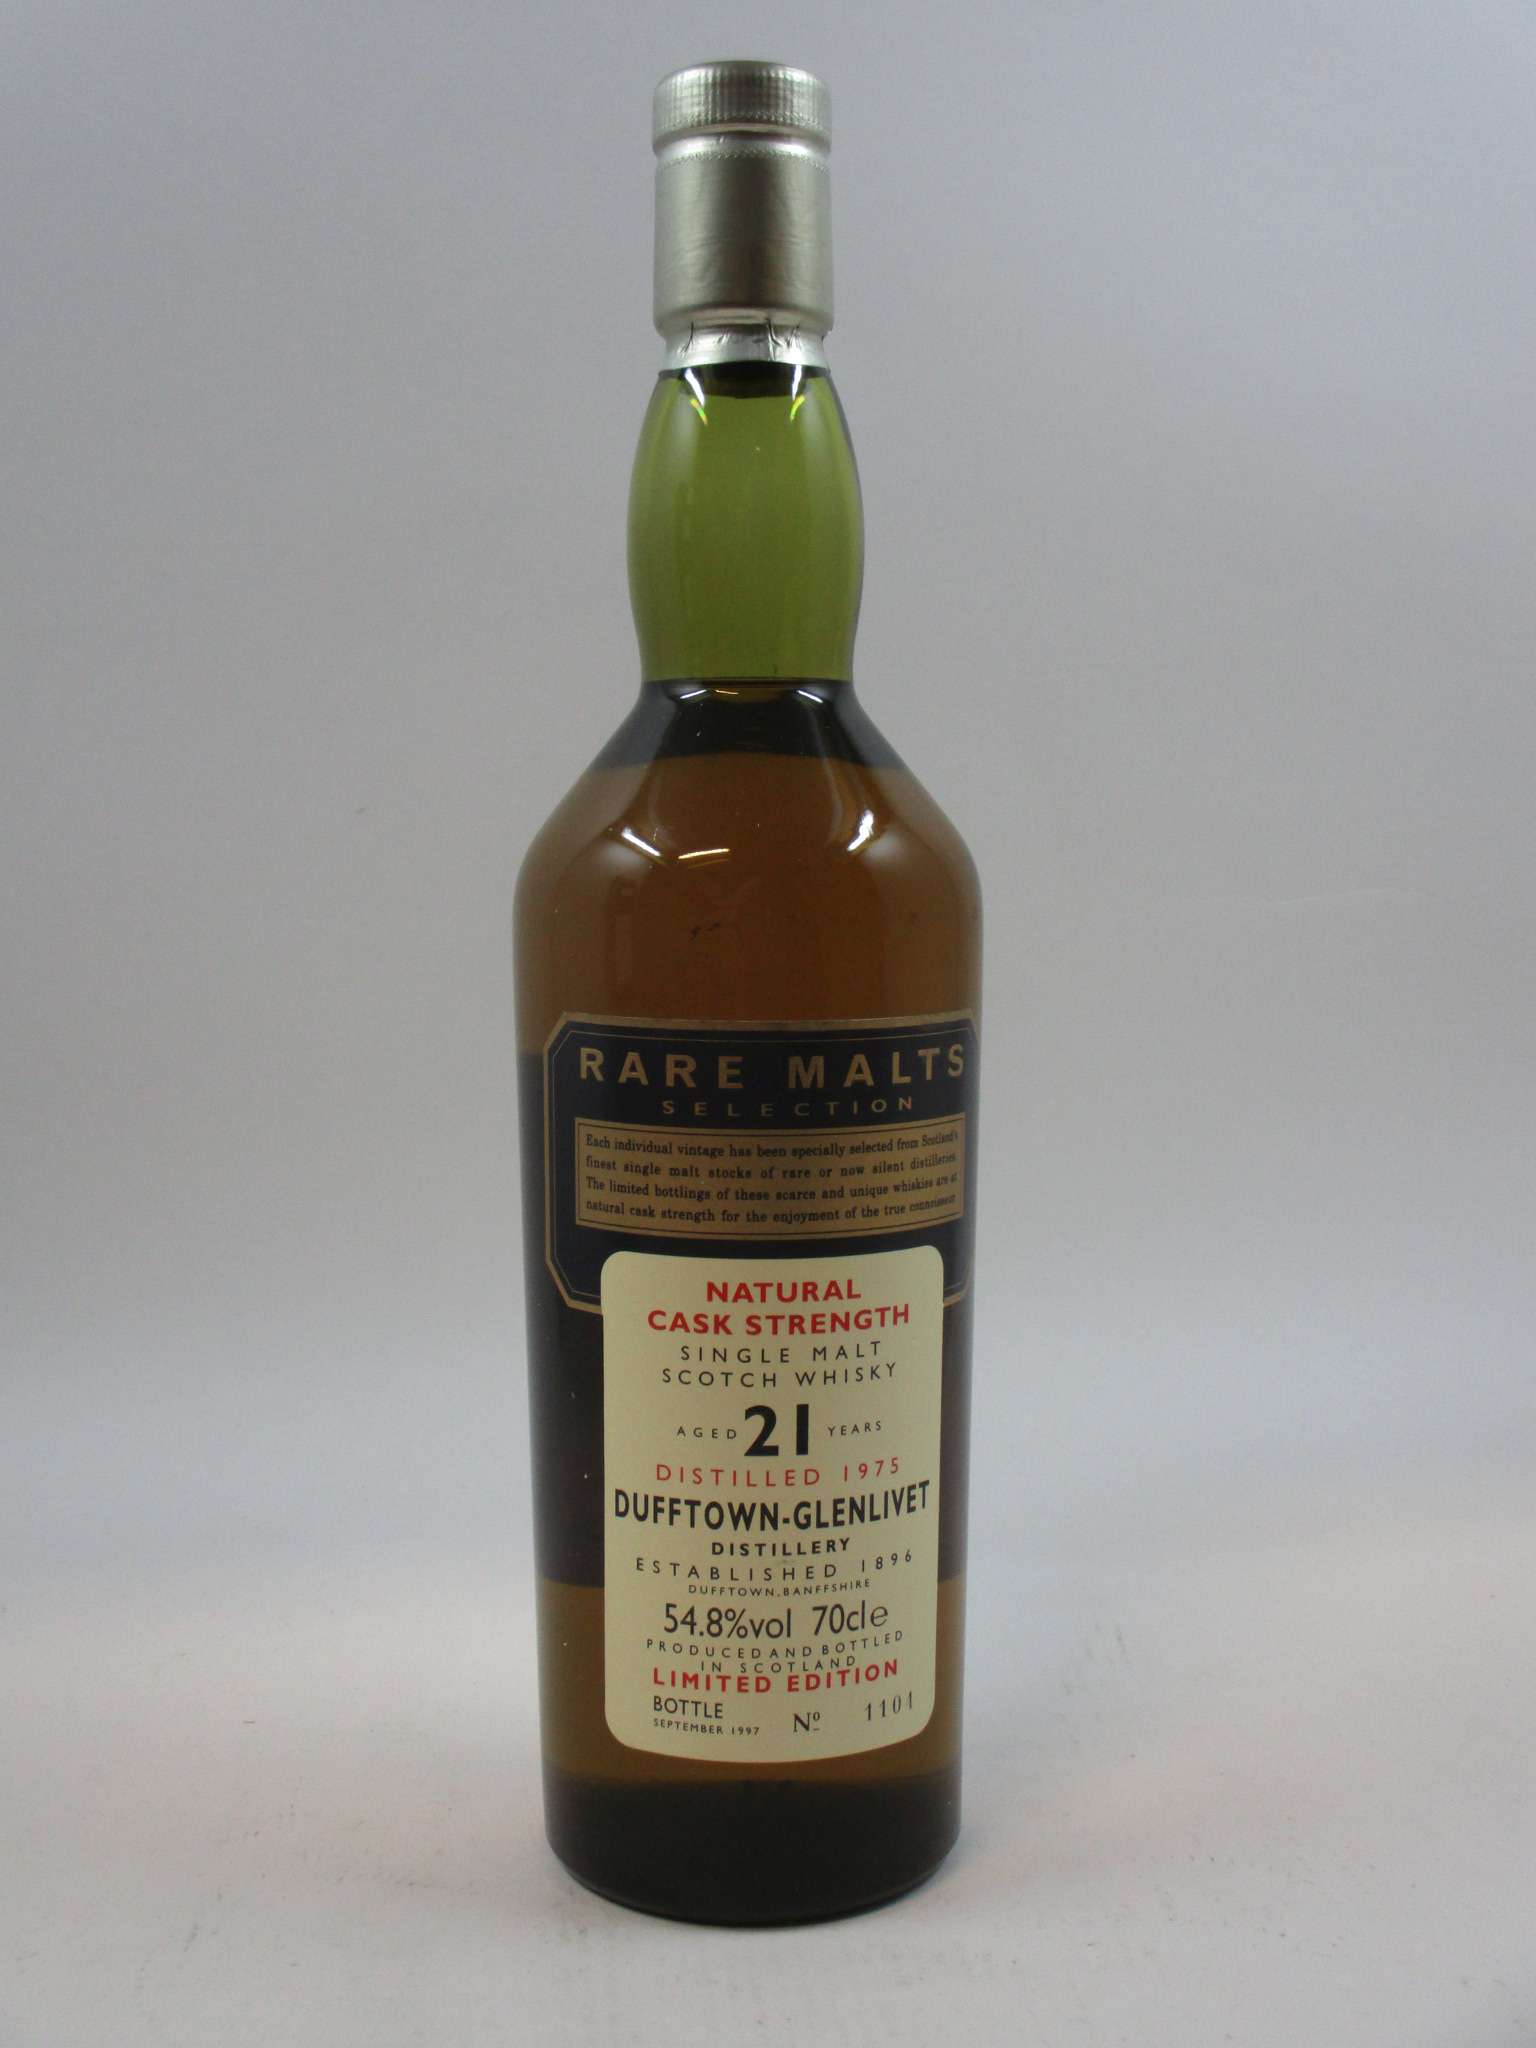 RARE MALTS
SELECTION
Each individual vintage has been specially selected from Scotland's
finest single malt stocks of rare or now silent distilleries.
The limited bottlings of these scarce and unique whiskies are at
natural cask strength for the enjoyment of the true connoisseur
NATURAL
CASK STRENGTH
SINGLE MALT
SCOTCH WHISKY
AGED 21 YEARS
DISTILLED 1975
DUFFTOWN-GLENLIVET
DISTILLERY
ESTABLISHED 1896
DUFFTOWN, BANFFSHIRE
54.8%vol 70cl e
PRODUCED AND BOTTLED
IN SCOTLAND
LIMITED EDITION
BOTTLE Nº 1104
SEPTEMBER 1997